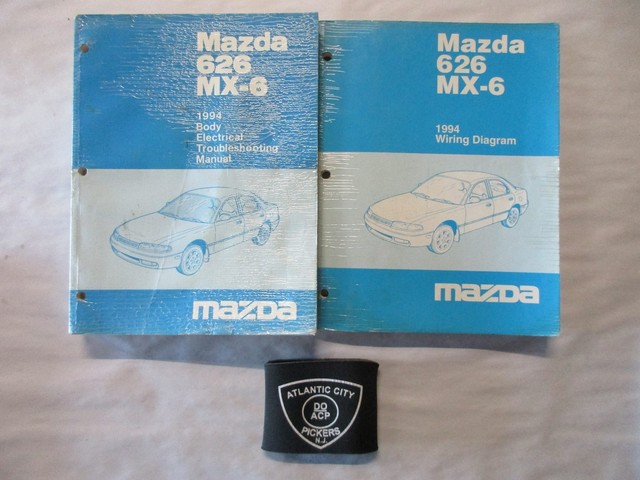 Mazda
626
MX-6
1994
Body
Electrical
Troubleshooting
Manual
mazda
Mazda
626
MX-6
1994
Wiring Diagram
mazda
ATLANTIC CITY
DO
ACP
PICKERS
N.J.